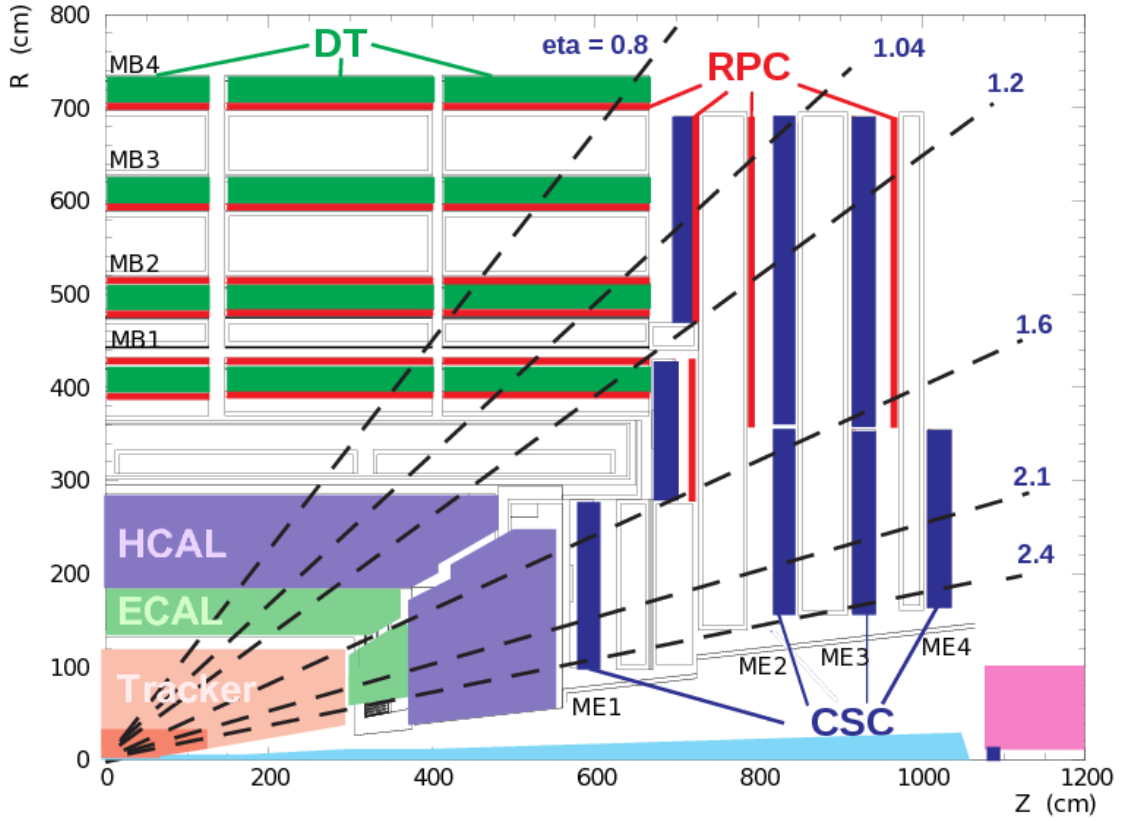 800
R (cm)
DT
eta = 0.8
1.04
RPC
1.2
MB4
700
MB3
600
MB2
500
MB1
1.6
400
300
2.1
HCAL
2.4
200
ECAL
100
Tracker
ME2
ME3
ME4
ME1
CSC
0
0
200
400
600
800
1000
1200
Z (cm)